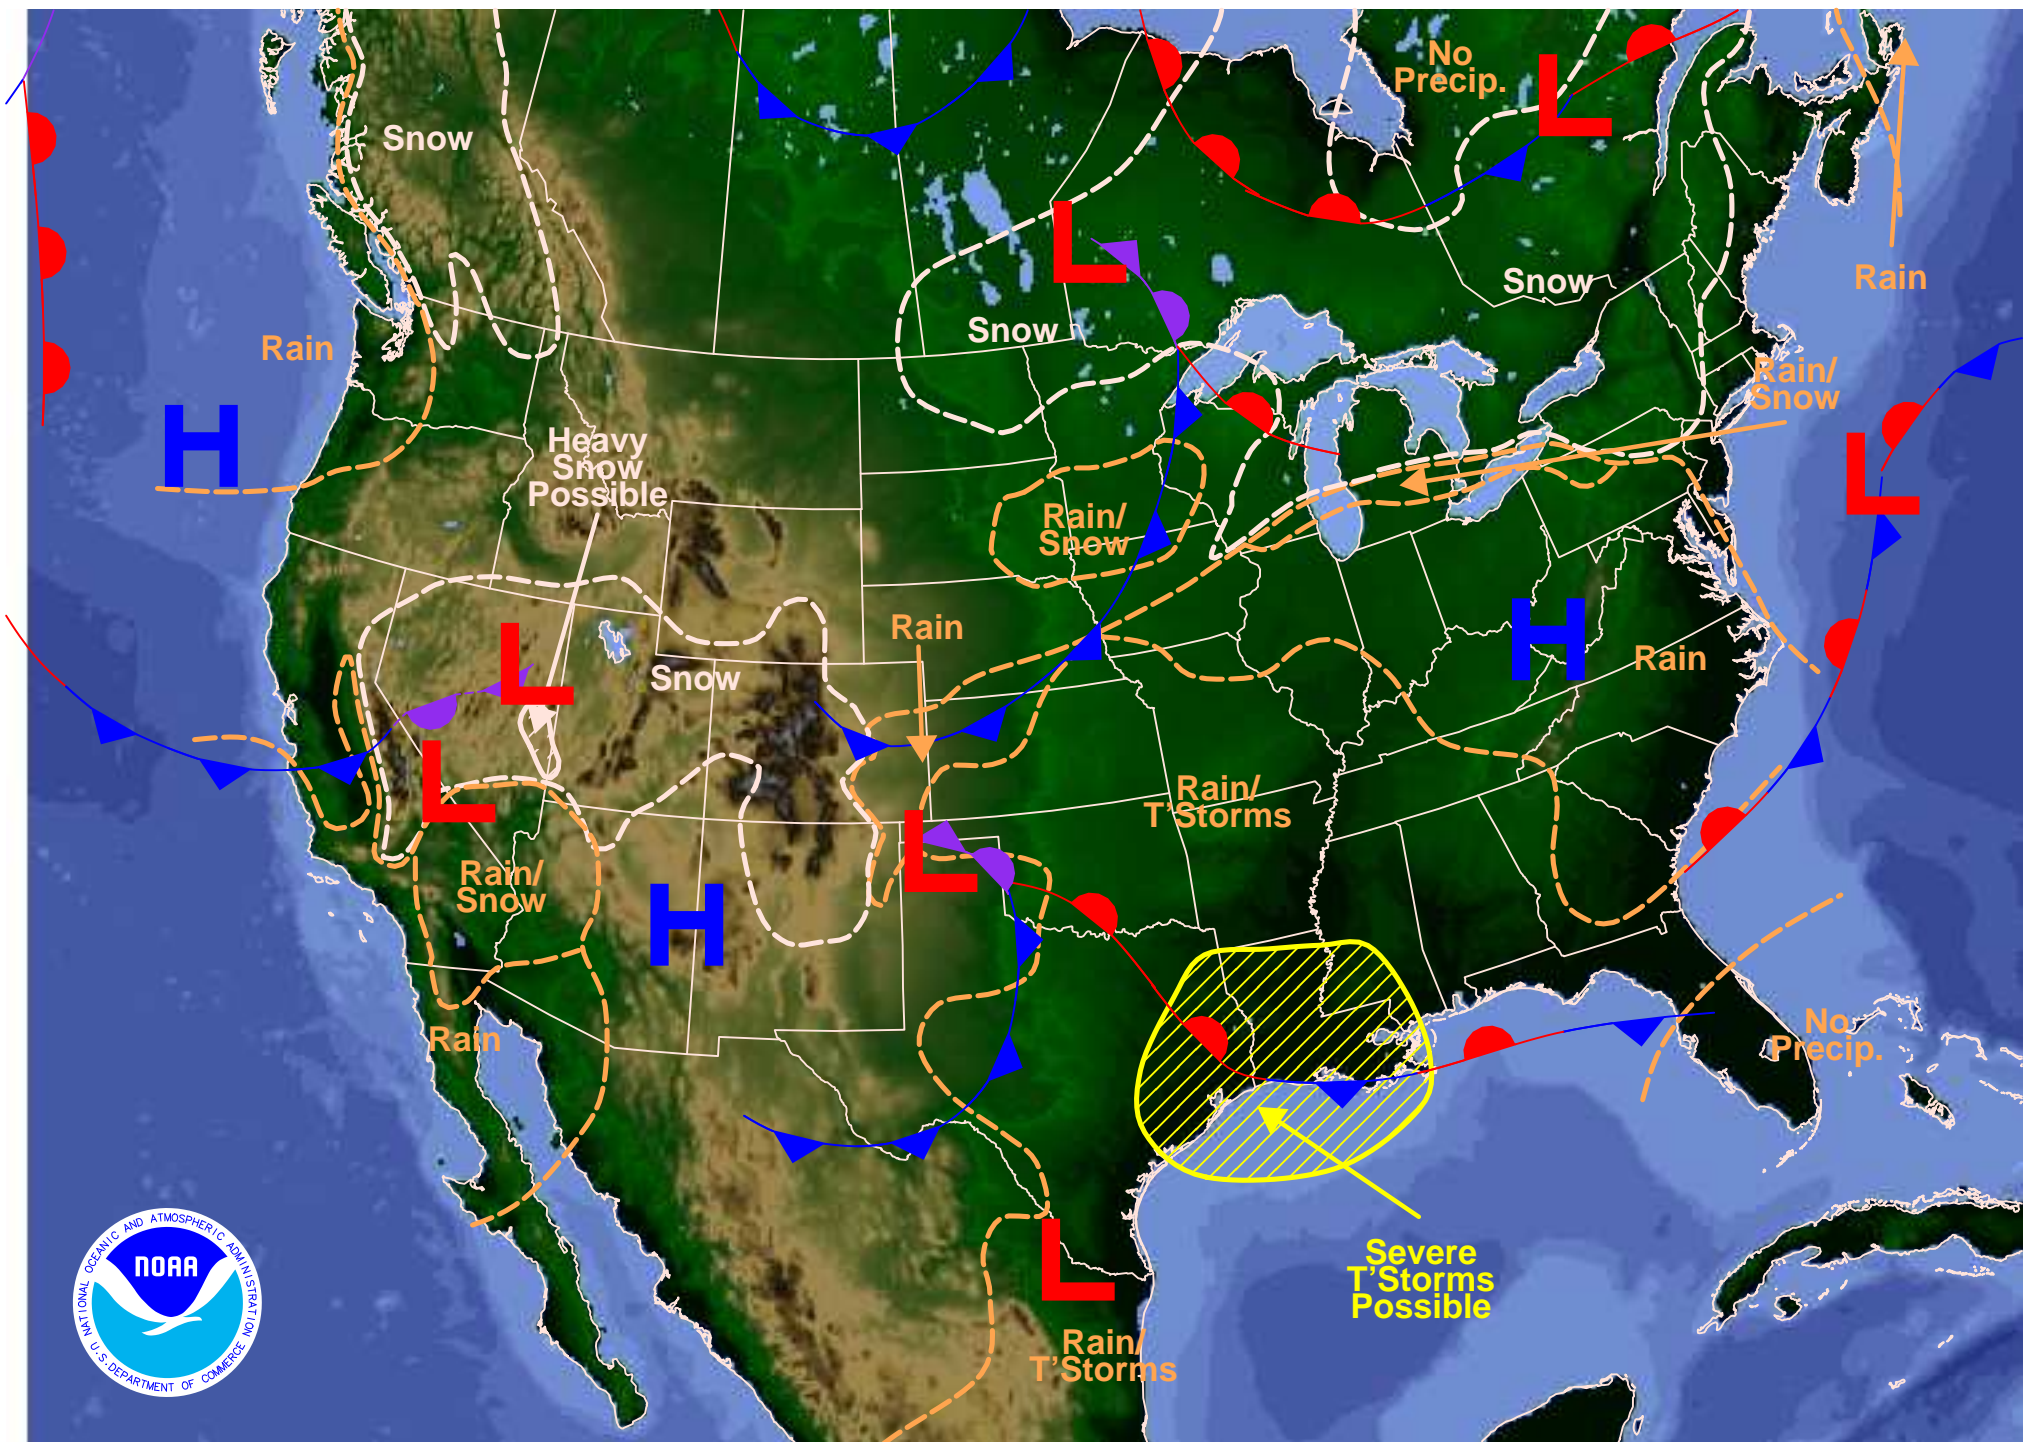 No
Precip.
L
Snow
L
Snow
Rain
Snow
Rain
Rain/
Snow
H
Heavy
Snow
Possible
L
Rain/
Snow
Rain
H
Rain
L
Snow
L
Rain/
T'Storms
L
Rain/
Snow
H
No
Precip.
Rain
L
Severe
T'Storms
Possible
Rain/
T'Storms
NATIONAL OCEANIC AND ATMOSPHERIC ADMINISTRATION
NOAA
U.S. DEPARTMENT OF COMMERCE